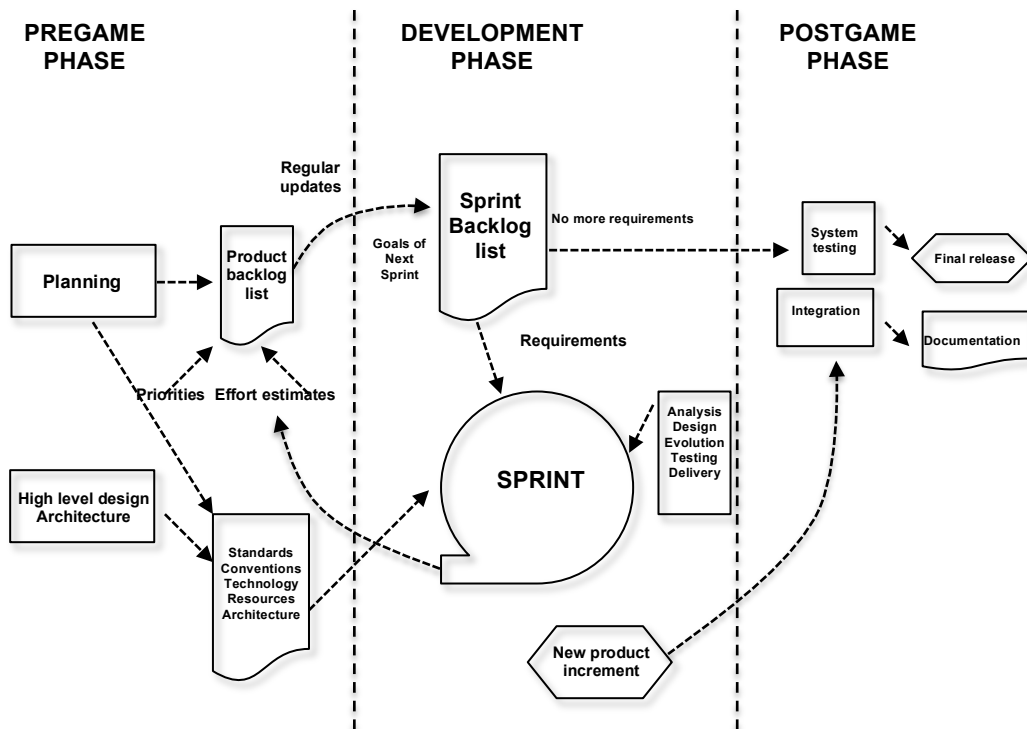 PREGAME
PHASE
DEVELOPMENT
PHASE
POSTGAME
PHASE
Regular
updates
Sprint
Backlog
list
No more requirements
System
testing
Final release
Product
backlog
list
Goals of
Next
Sprint
Planning
Integration
Documentation
Requirements
Priorities
Effort estimates
Analysis
Design
Evolution
Testing
Delivery
SPRINT
High level design
Architecture
Standards
Conventions
Technology
Resources
Architecture
New product
increment